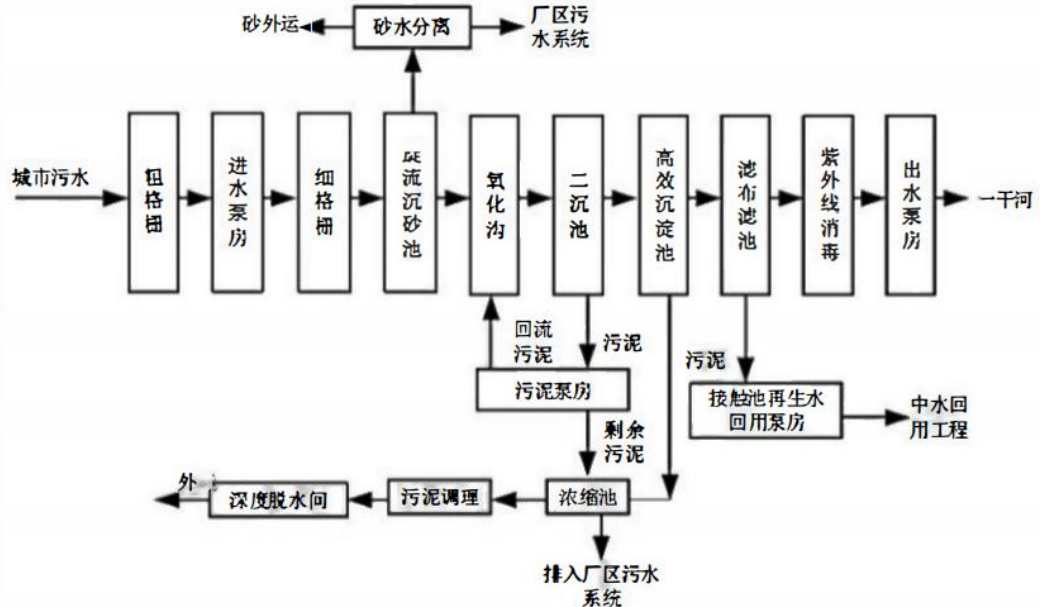 砂外运
砂水分离
厂区污
水系统
城市污水
粗格栅
进水泵房
细格栅
旋流沉砂池
氧化沟
二沉池
高效沉淀池
滤布滤池
紫外线消毒
出水泵房
一干河
回流
污泥
污泥
污泥
污泥泵房
接触池再生水
回用泵房
中水回
用工程
剩余
污泥
外
深度脱水间
污泥调理
浓缩池
排入厂区污水
系统